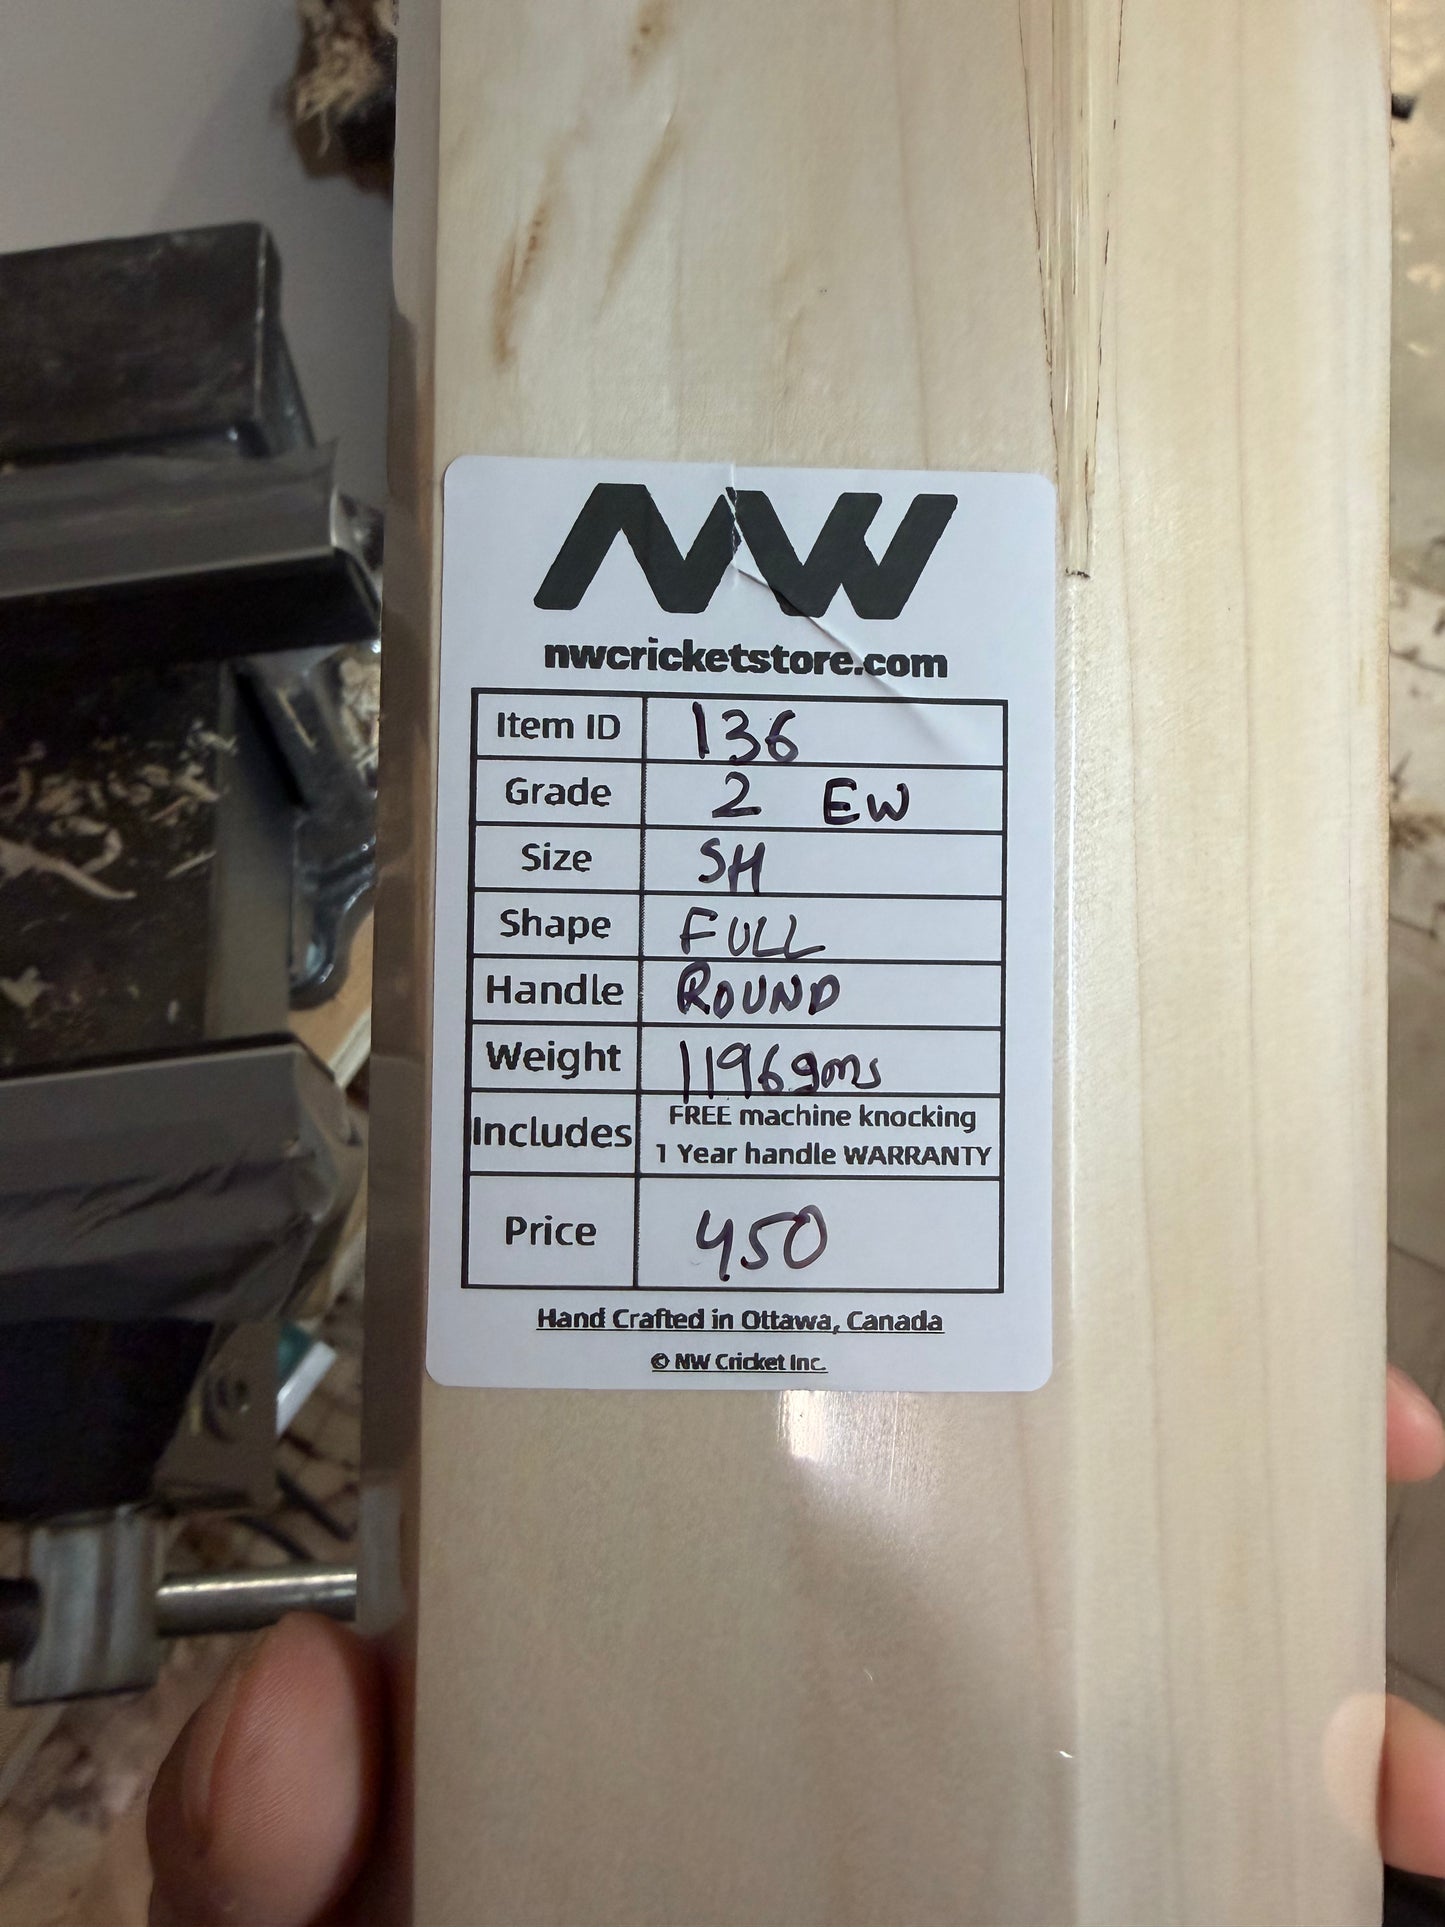 NW
nwcricketstore.com
Item ID 136
Grade 2 EW
Size SH
Shape FULL
Handle ROUND
Weight 1196gms
Includes FREE machine knocking
1 Year handle WARRANTY
Price 450
Hand Crafted in Ottawa, Canada
© NW Cricket Inc.